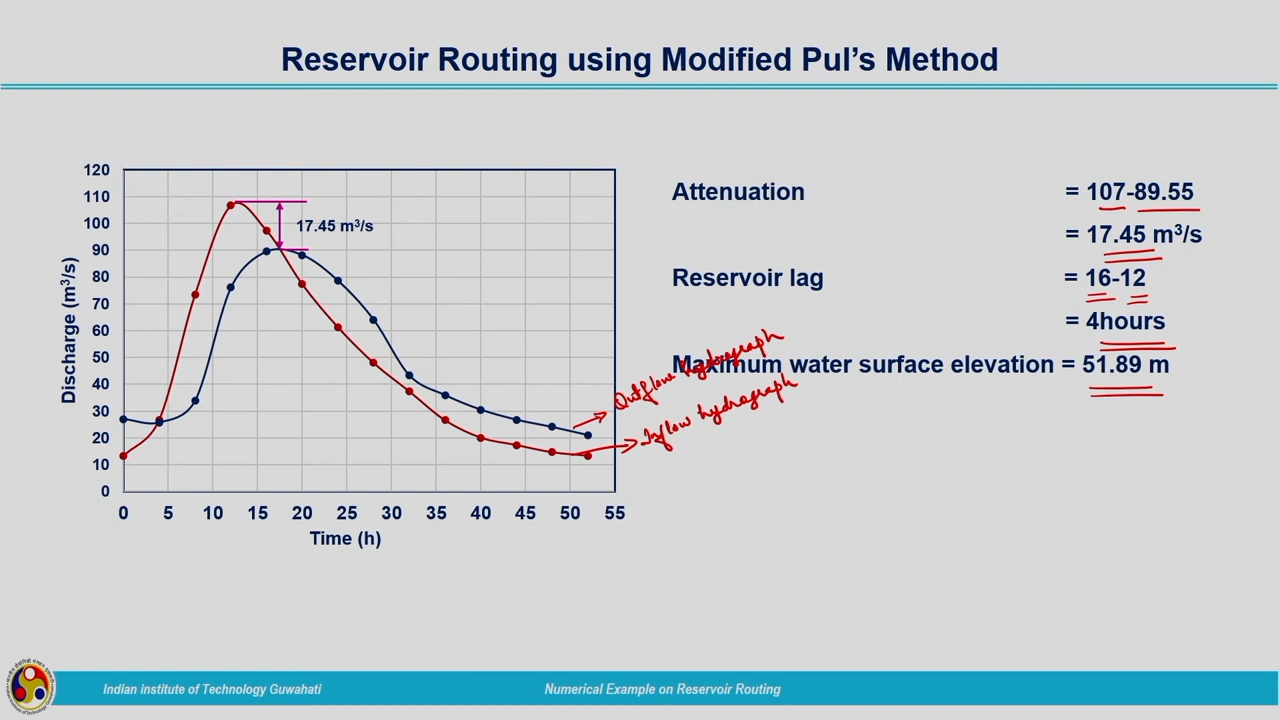 Reservoir Routing using Modified Pul's Method
120
110
100
90
80
70
60
50
40
30
20
10
0
Discharge (m³/s)
17.45 m³/s
0 5 10 15 20 25 30 35 40 45 50 55
Time (h)
Attenuation = 107-89.55
= 17.45 m³/s
Reservoir lag = 16-12
= 4hours
Maximum water surface elevation = 51.89 m
Outflow hydrograph
Inflow hydrograph
Indian institute of Technology Guwahati
Numerical Example on Reservoir Routing